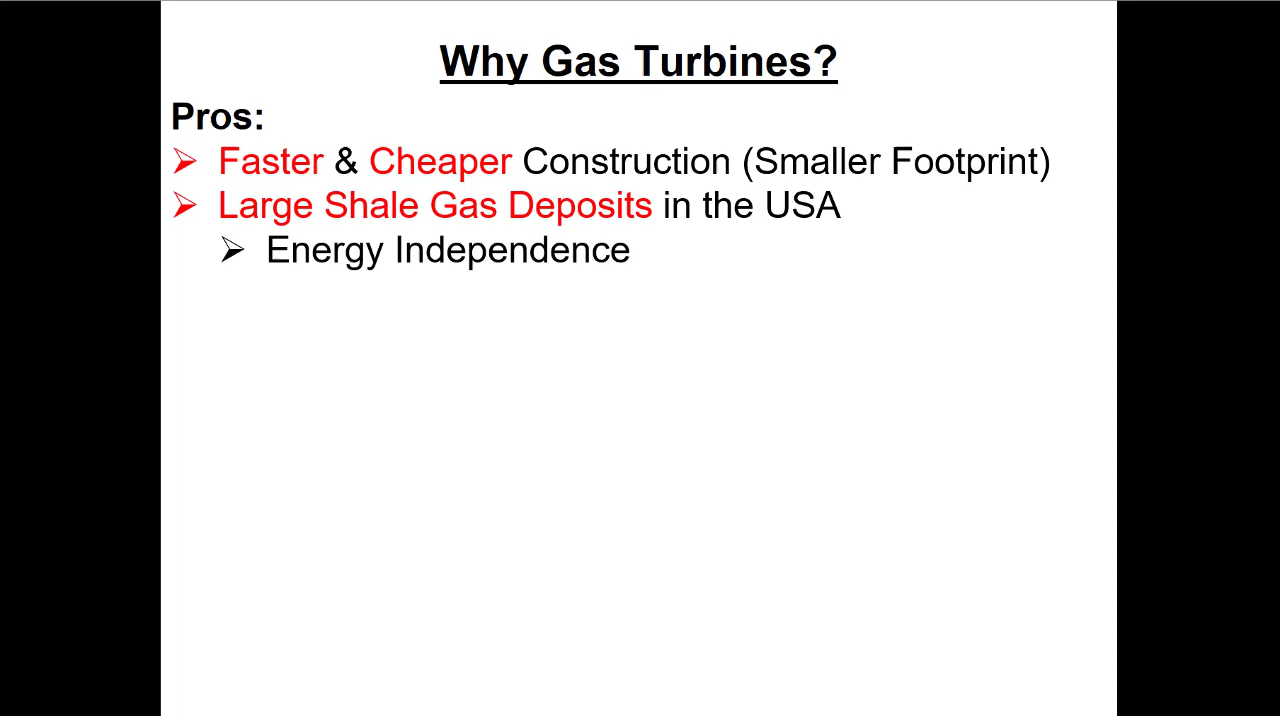 Why Gas Turbines?
Pros:
➢ Faster & Cheaper Construction (Smaller Footprint)
➢ Large Shale Gas Deposits in the USA
➢ Energy Independence